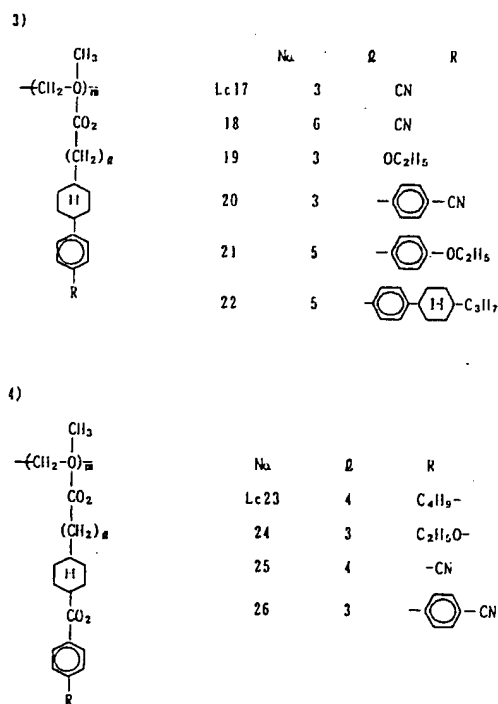 3)
CH₃
No. ℓ R
—(CH₂-O)m—
CO₂
(CH₂)ℓ
H
R
Lc17 3 CN
18 6 CN
19 3 OC₂H₅
20 3 CN
21 5 OC₂H₅
22 5 H C₃H₇
4)
CH₃
—(CH₂-O)m—
CO₂
(CH₂)ℓ
H
CO₂
R
No. ℓ R
Lc23 4 C₄H₉-
24 3 C₂H₅O-
25 4 -CN
26 3 CN